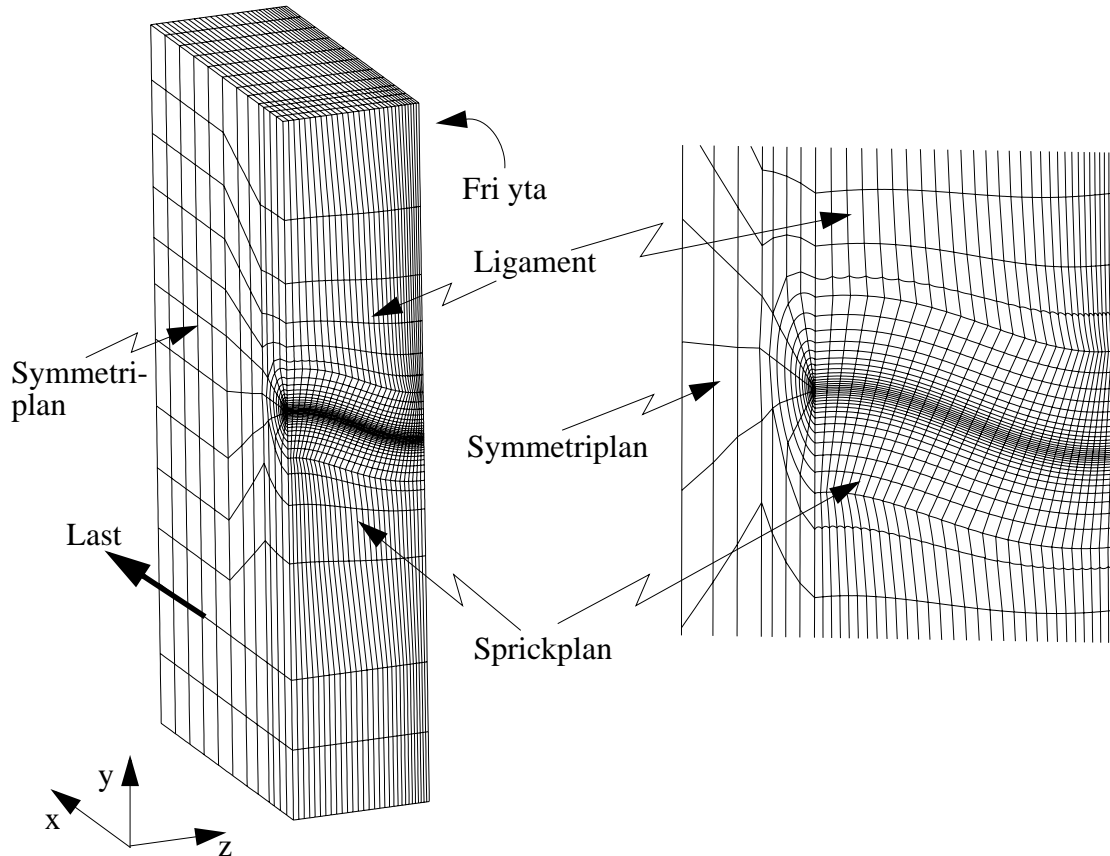 Fri yta
Ligament
Symmetri-
plan
Symmetriplan
Last
Sprickplan
y
x
z